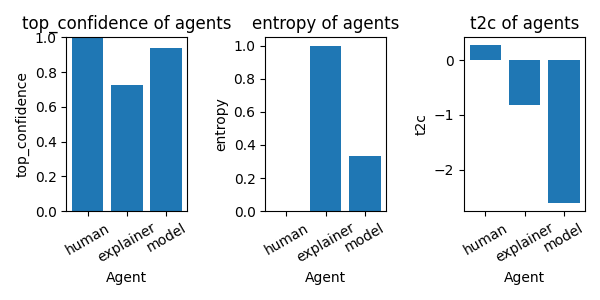 top_confidence of agents
entropy of agents
t2c of agents
top_confidence
1.0
0.8
0.6
0.4
0.2
0.0
human
explainer
model
Agent
entropy
1.0
0.8
0.6
0.4
0.2
0.0
human
explainer
model
Agent
t2c
0
−1
−2
human
explainer
model
Agent